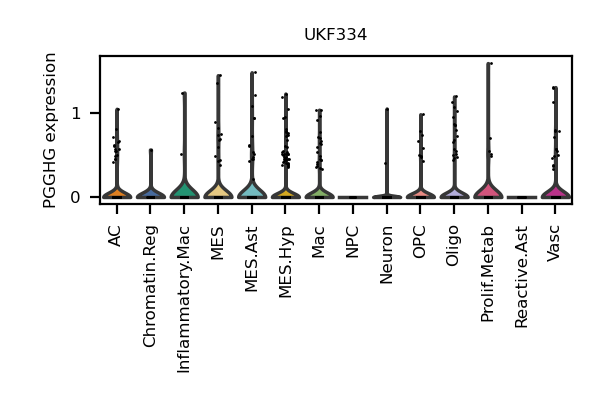 UKF334
PGGHG expression
1
0
AC
Chromatin.Reg
Inflammatory.Mac
MES
MES.Ast
MES.Hyp
Mac
NPC
Neuron
OPC
Oligo
Prolif.Metab
Reactive.Ast
Vasc